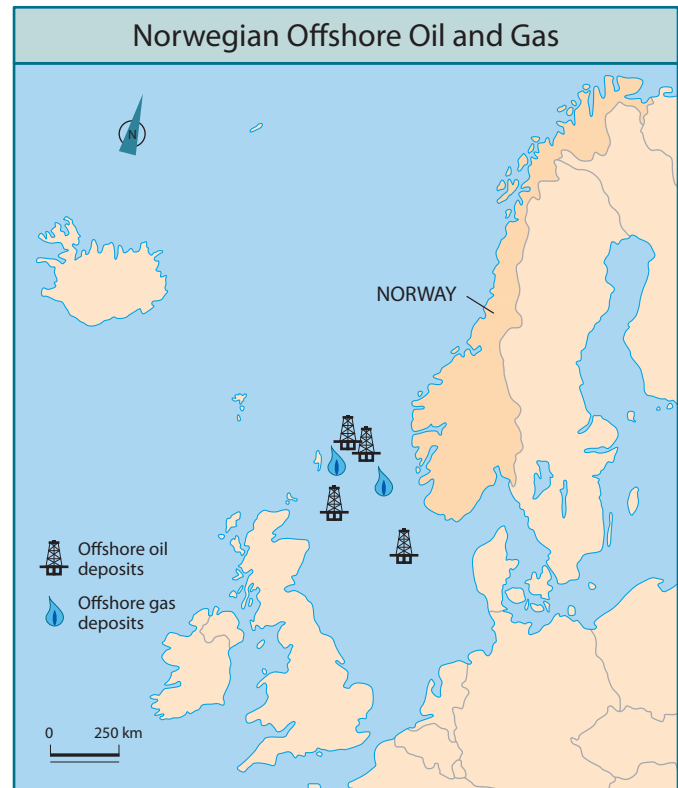 Norwegian Offshore Oil and Gas
N
NORWAY
Offshore oil
deposits
Offshore gas
deposits
0 250 km